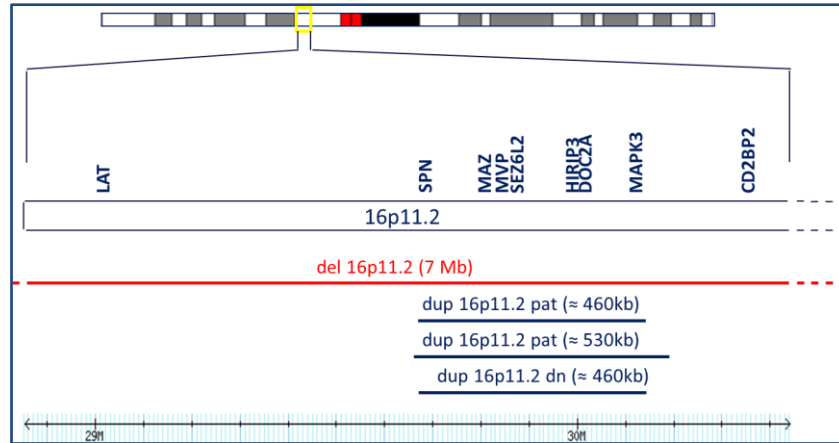 LAT SPN MAZ MVP SEZ6L2 HIRIP3 DOC2A MAPK3 CD2BP2
16p11.2
del 16p11.2 (7 Mb)
dup 16p11.2 pat (≈ 460kb)
dup 16p11.2 pat (≈ 530kb)
dup 16p11.2 dn (≈ 460kb)
29M 30M